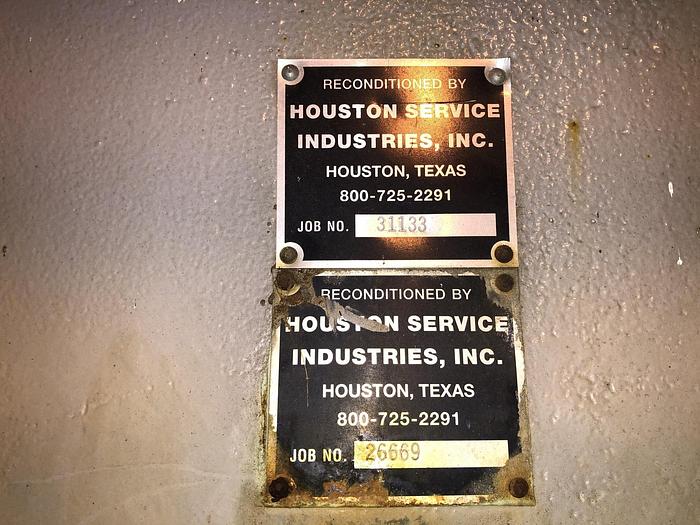 RECONDITIONED BY
HOUSTON SERVICE
INDUSTRIES, INC.
HOUSTON, TEXAS
800-725-2291
JOB NO. 31133
RECONDITIONED BY
HOUSTON SERVICE
INDUSTRIES, INC.
HOUSTON, TEXAS
800-725-2291
JOB NO. 26669